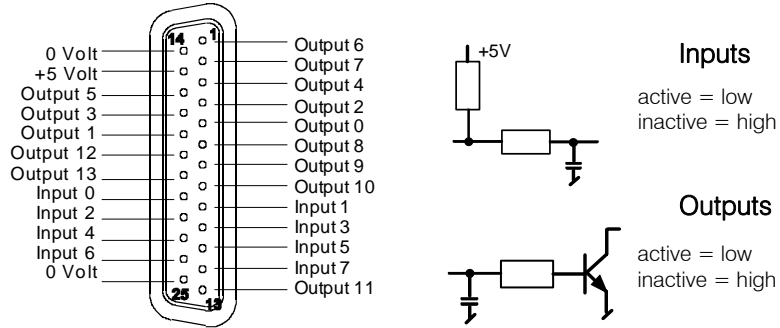 14
1
0 Volt
+5 Volt
Output 5
Output 3
Output 1
Output 12
Output 13
Input 0
Input 2
Input 4
Input 6
0 Volt
25
13
Output 6
Output 7
Output 4
Output 2
Output 0
Output 8
Output 9
Output 10
Input 1
Input 3
Input 5
Input 7
Output 11
+5V
Inputs
active = low
inactive = high
Outputs
active = low
inactive = high